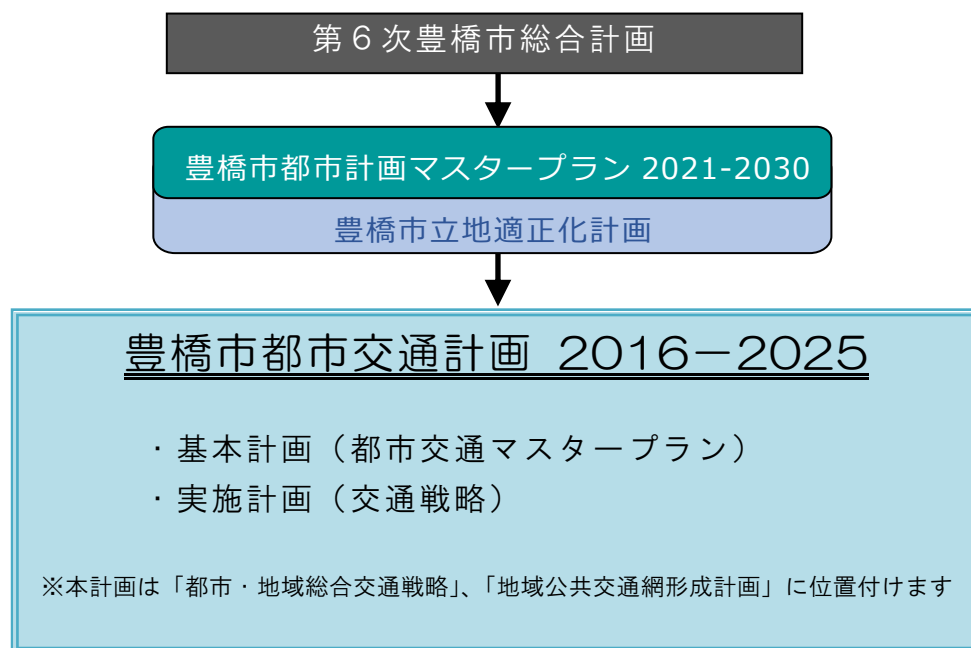 第６次豊橋市総合計画
豊橋市都市計画マスタープラン 2021-2030
豊橋市立地適正化計画
豊橋市都市交通計画 ２０１６－２０２５
・基本計画（都市交通マスタープラン）
・実施計画（交通戦略）
※本計画は「都市・地域総合交通戦略」、「地域公共交通網形成計画」に位置付けます